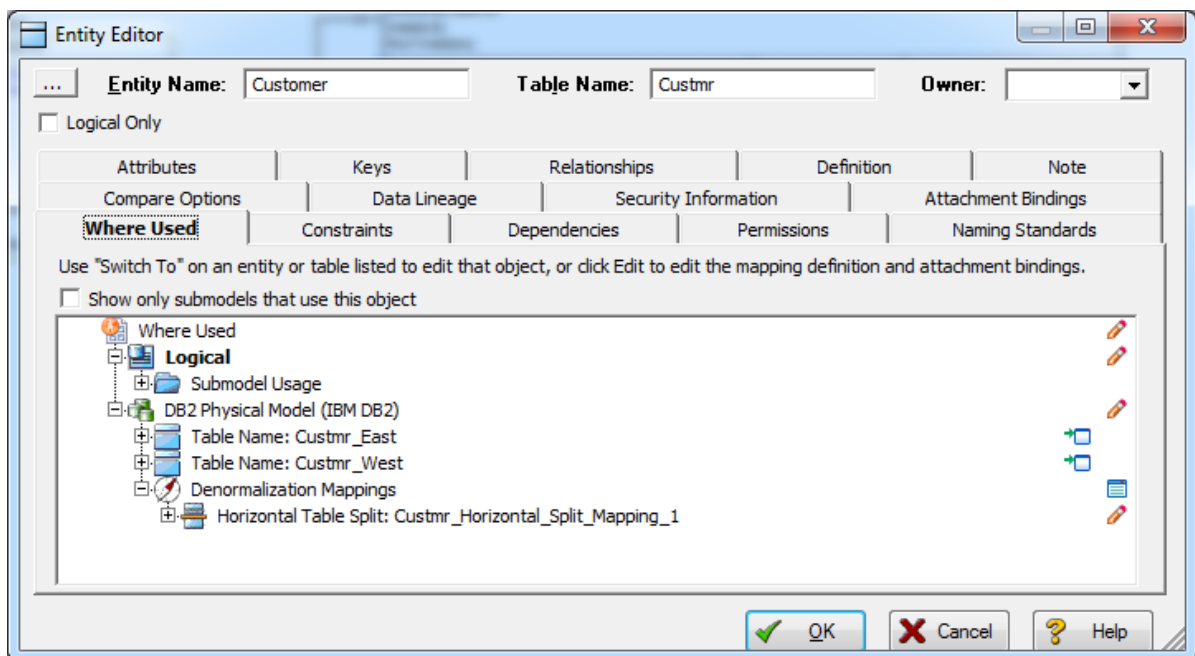 Entity Editor
... Entity Name: Customer Table Name: Custmr Owner:
Logical Only
Attributes Keys Relationships Definition Note
Compare Options Data Lineage Security Information Attachment Bindings
Where Used Constraints Dependencies Permissions Naming Standards
Use "Switch To" on an entity or table listed to edit that object, or click Edit to edit the mapping definition and attachment bindings.
Show only submodels that use this object
Where Used
Logical
Submodel Usage
DB2 Physical Model (IBM DB2)
Table Name: Custmr_East
Table Name: Custmr_West
Denormalization Mappings
Horizontal Table Split: Custmr_Horizontal_Split_Mapping_1
OK Cancel Help